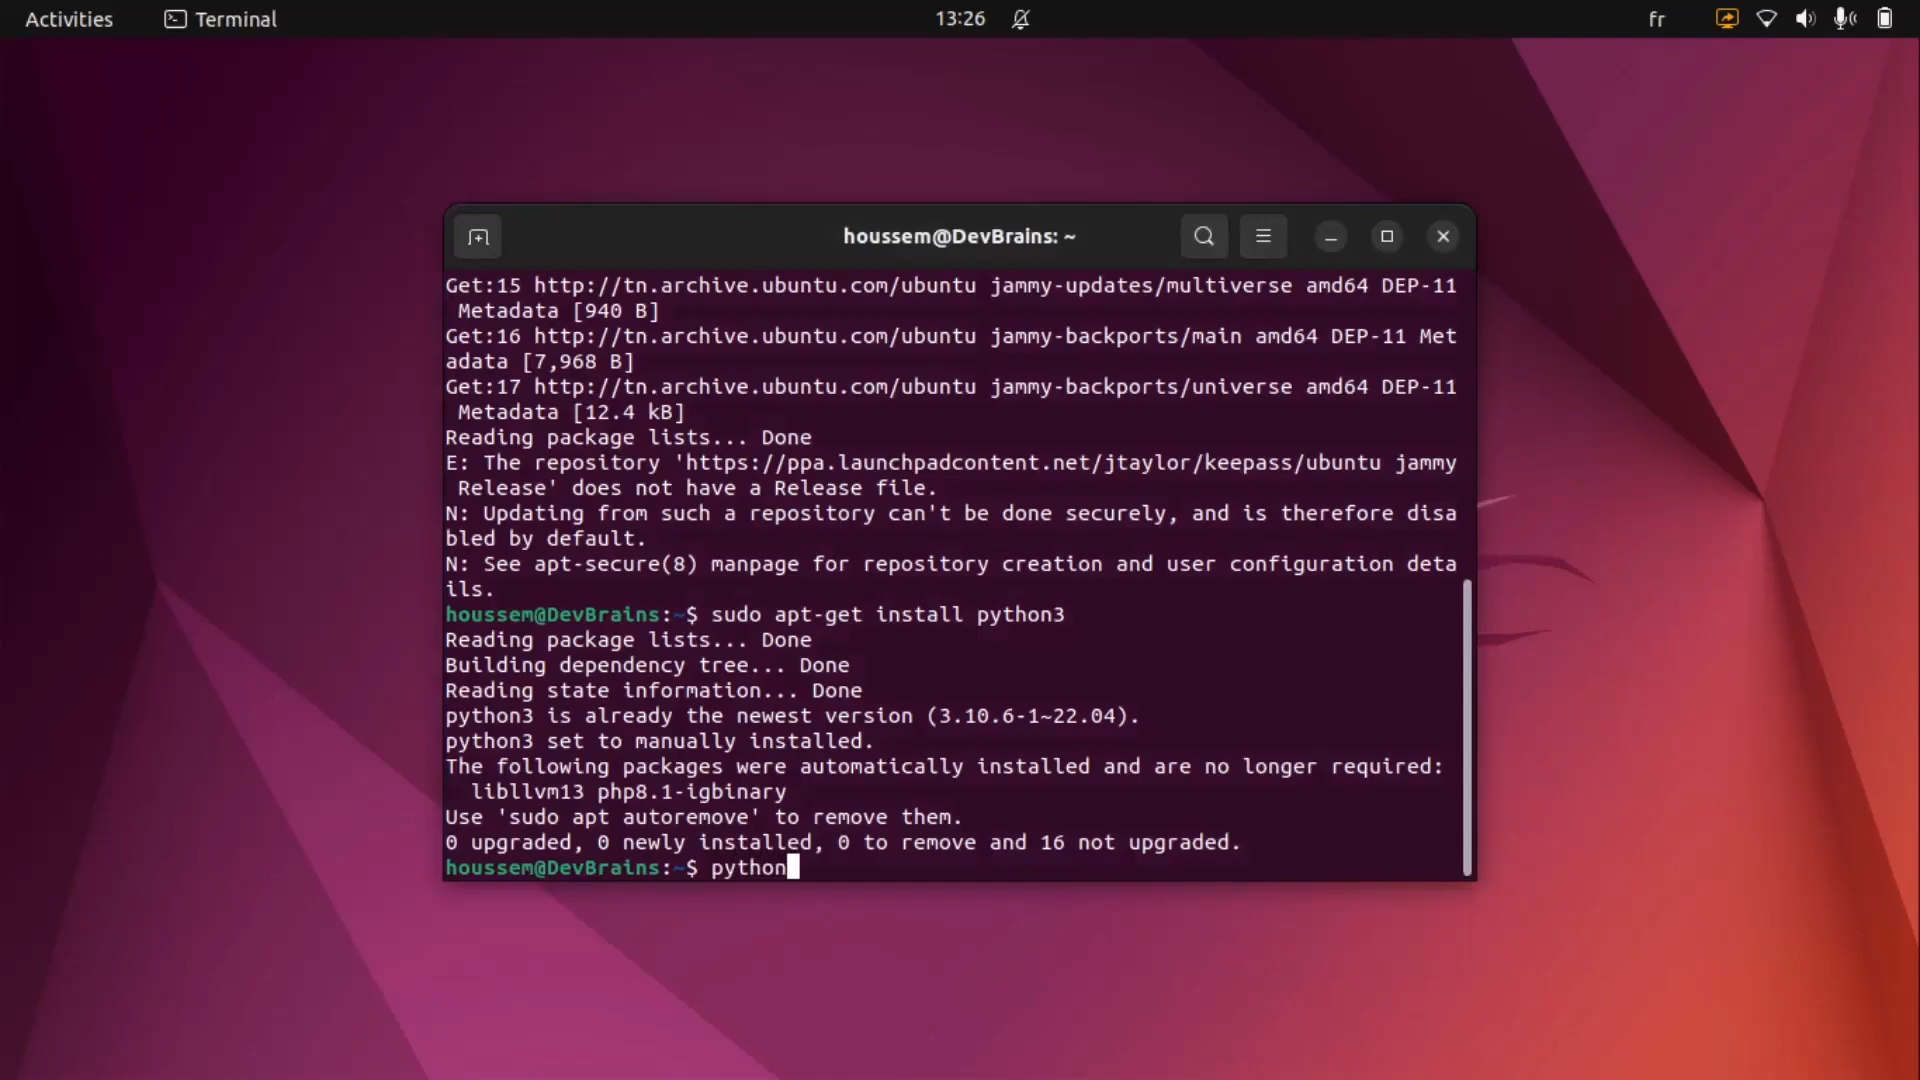 Activities Terminal 13:26 fr
houssem@DevBrains: ~
Get:15 http://tn.archive.ubuntu.com/ubuntu jammy-updates/multiverse amd64 DEP-11
 Metadata [940 B]
Get:16 http://tn.archive.ubuntu.com/ubuntu jammy-backports/main amd64 DEP-11 Met
adata [7,968 B]
Get:17 http://tn.archive.ubuntu.com/ubuntu jammy-backports/universe amd64 DEP-11
 Metadata [12.4 kB]
Reading package lists... Done
E: The repository 'https://ppa.launchpadcontent.net/jtaylor/keepass/ubuntu jammy
 Release' does not have a Release file.
N: Updating from such a repository can't be done securely, and is therefore disa
bled by default.
N: See apt-secure(8) manpage for repository creation and user configuration deta
ils.
houssem@DevBrains:~$ sudo apt-get install python3
Reading package lists... Done
Building dependency tree... Done
Reading state information... Done
python3 is already the newest version (3.10.6-1~22.04).
python3 set to manually installed.
The following packages were automatically installed and are no longer required:
  libllvm13 php8.1-igbinary
Use 'sudo apt autoremove' to remove them.
0 upgraded, 0 newly installed, 0 to remove and 16 not upgraded.
houssem@DevBrains:~$ python